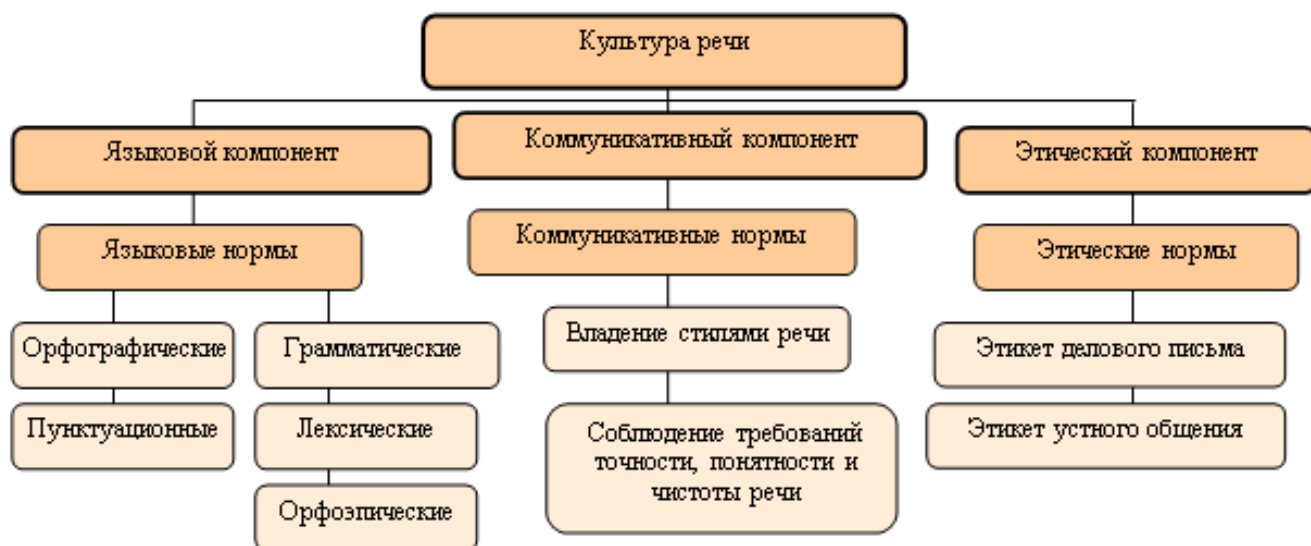 Культура речи
Языковой компонент
Коммуникативный компонент
Этический компонент
Языковые нормы
Коммуникативные нормы
Этические нормы
Орфографические
Грамматические
Владение стилями речи
Этикет делового письма
Пунктуационные
Лексические
Соблюдение требований
точности, понятности и
чистоты речи
Этикет устного общения
Орфоэпические